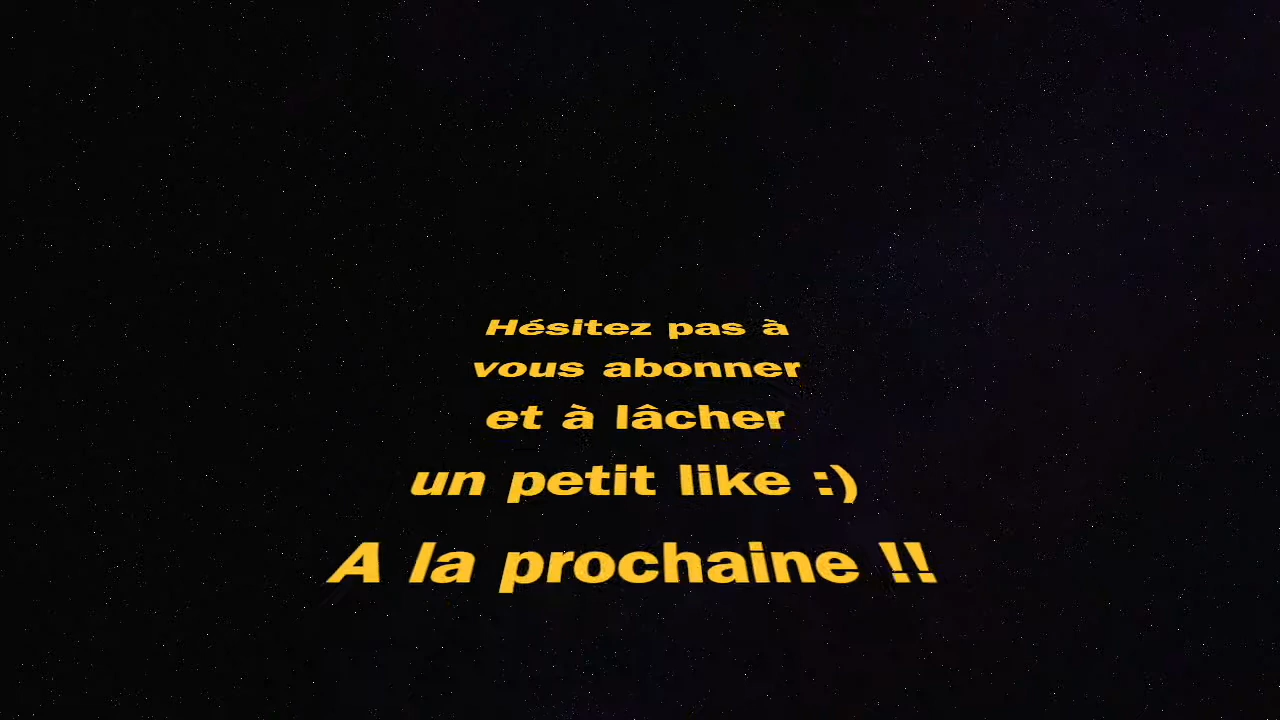 Hésitez pas à
vous abonner
et à lâcher
un petit like :)
A la prochaine !!